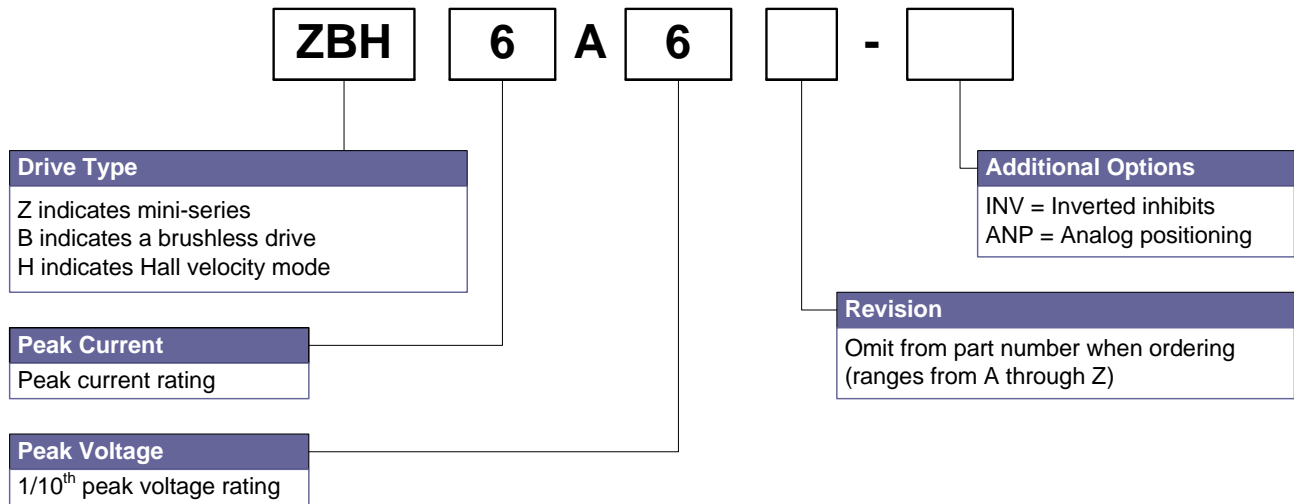 ZBH 6 A 6 -
Drive Type
Z indicates mini-series
B indicates a brushless drive
H indicates Hall velocity mode
Additional Options
INV = Inverted inhibits
ANP = Analog positioning
Peak Current
Peak current rating
Revision
Omit from part number when ordering
(ranges from A through Z)
Peak Voltage
1/10th peak voltage rating